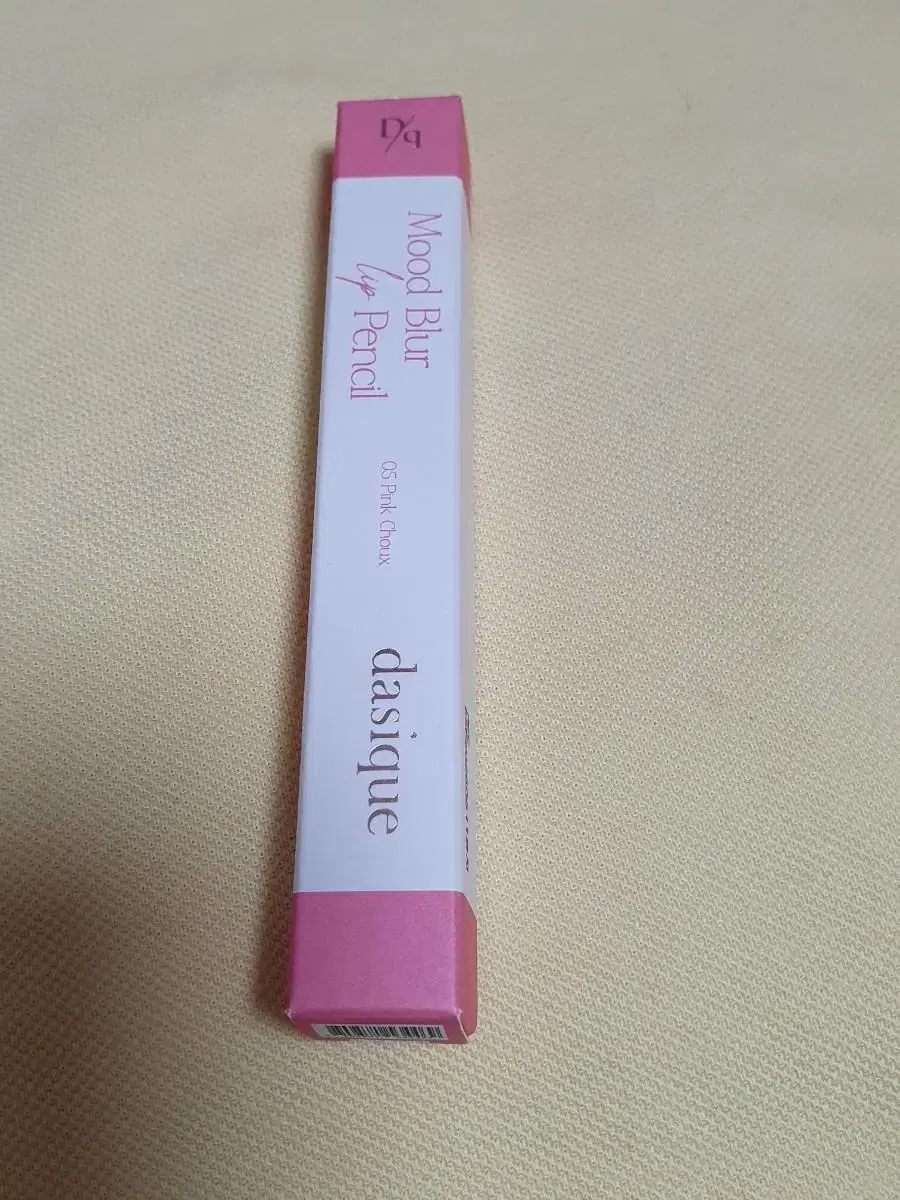 D/q
Mood Blur
lip Pencil
05 Pink Choux
dasique